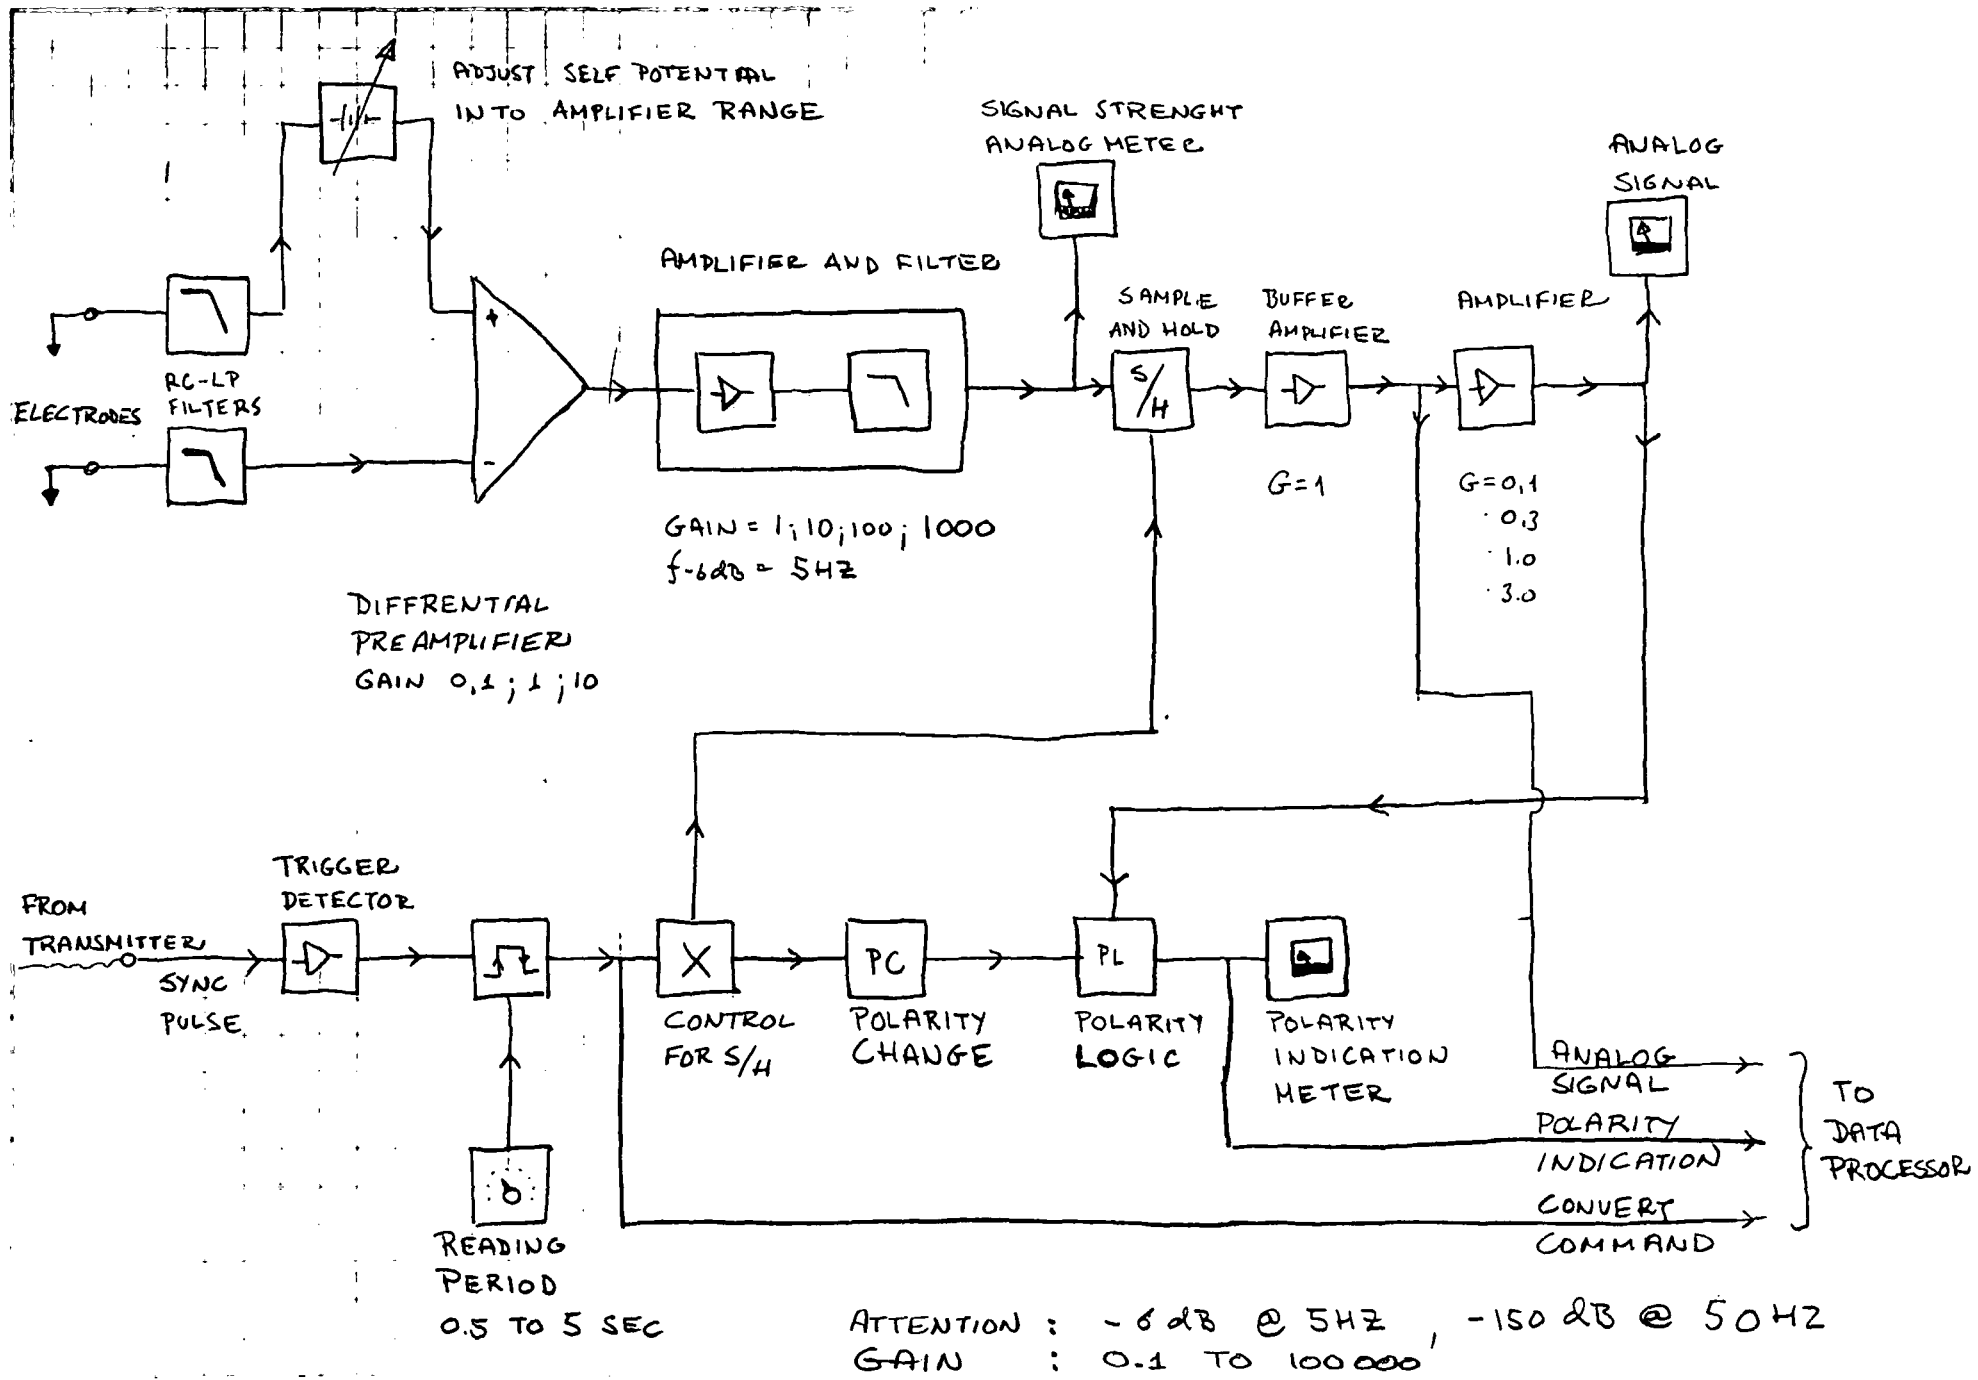 ADJUST SELF POTENTIAL
INTO AMPLIFIER RANGE
SIGNAL STRENGHT
ANALOG METER
ANALOG
SIGNAL
AMPLIFIER AND FILTER
SAMPLE
AND HOLD
BUFFER
AMPLIFIER
AMPLIFIER
+
-
S/H
RC-LP
FILTERS
ELECTRODES
G=1
G=0,1
0.3
1.0
3.0
GAIN = 1; 10; 100; 1000
f-6dB = 5HZ
DIFFRENTIAL
PREAMPLIFIER
GAIN 0,1 ; 1 ; 10
TRIGGER
DETECTOR
FROM
TRANSMITTER
SYNC
PULSE
X
PC
PL
CONTROL
FOR S/H
POLARITY
CHANGE
POLARITY
LOGIC
POLARITY
INDICATION
METER
ANALOG
SIGNAL
POLARITY
INDICATION
CONVERT
COMMAND
TO
DATA
PROCESSOR
READING
PERIOD
0.5 TO 5 SEC
ATTENTION : -6 dB @ 5HZ , -150 dB @ 50HZ
GAIN : 0.1 TO 100000